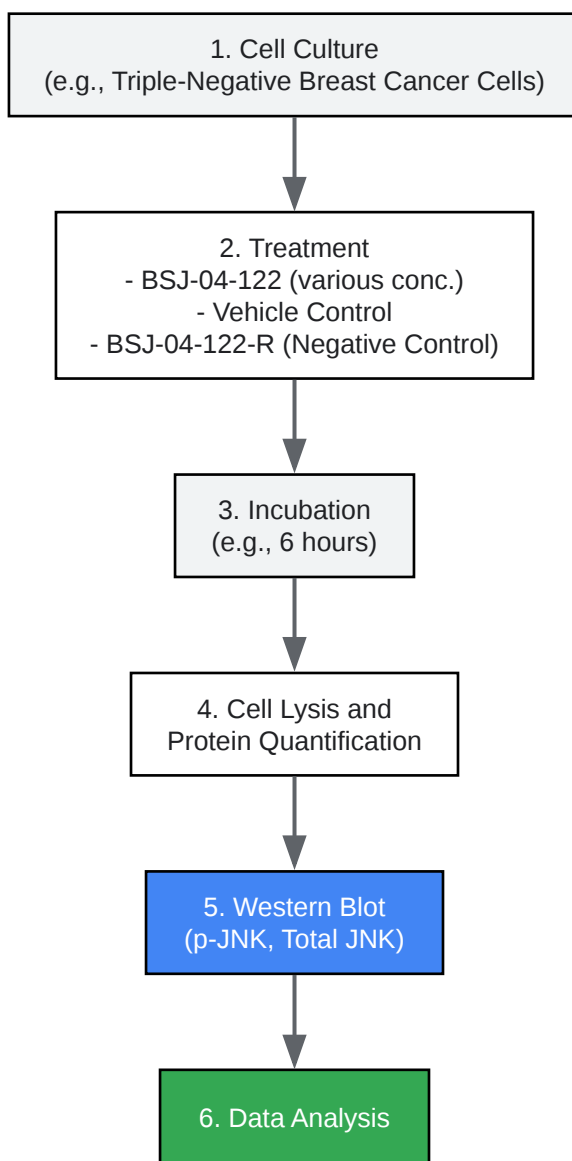 1. Cell Culture
(e.g., Triple-Negative Breast Cancer Cells)
2. Treatment
- BSJ-04-122 (various conc.)
- Vehicle Control
- BSJ-04-122-R (Negative Control)
3. Incubation
(e.g., 6 hours)
4. Cell Lysis and
Protein Quantification
5. Western Blot
(p-JNK, Total JNK)
6. Data Analysis